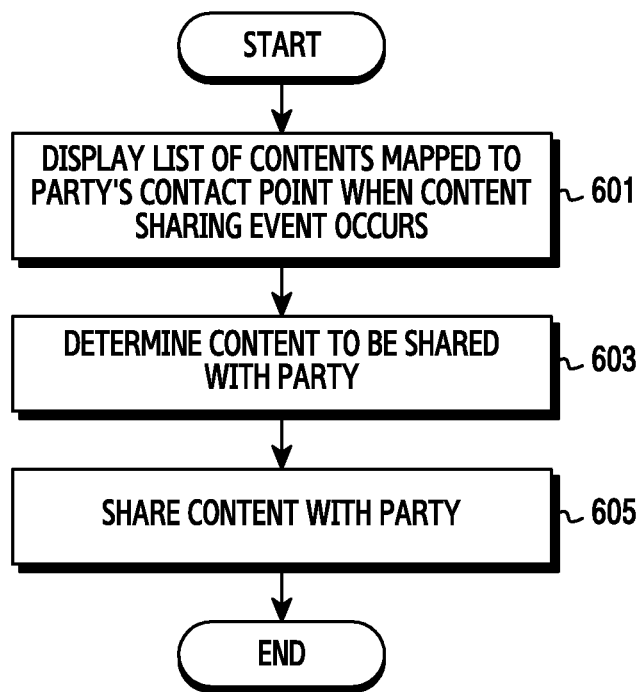 START
DISPLAY LIST OF CONTENTS MAPPED TO
PARTY'S CONTACT POINT WHEN CONTENT
SHARING EVENT OCCURS
601
DETERMINE CONTENT TO BE SHARED
WITH PARTY
603
SHARE CONTENT WITH PARTY
605
END